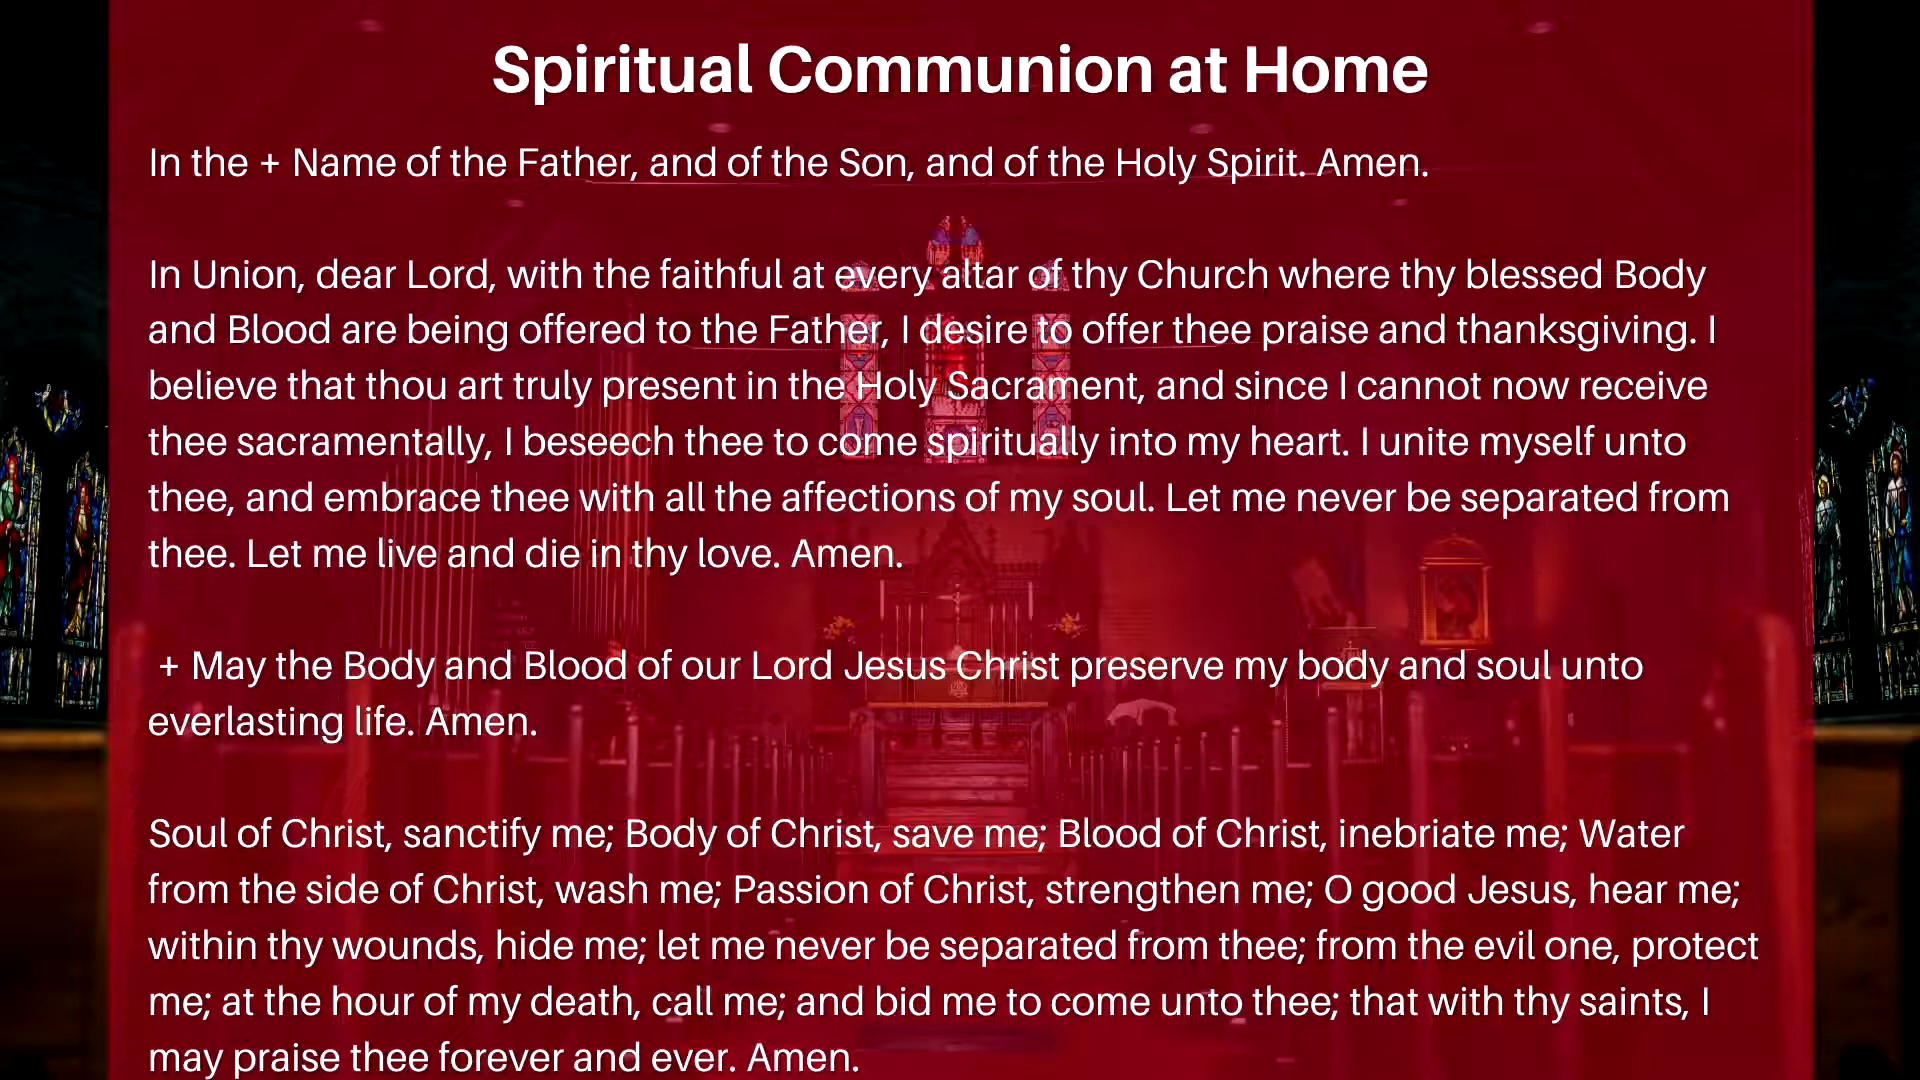 Spiritual Communion at Home
In the + Name of the Father, and of the Son, and of the Holy Spirit. Amen.
In Union, dear Lord, with the faithful at every altar of thy Church where thy blessed Body
and Blood are being offered to the Father, I desire to offer thee praise and thanksgiving. I
believe that thou art truly present in the Holy Sacrament, and since I cannot now receive
thee sacramentally, I beseech thee to come spiritually into my heart. I unite myself unto
thee, and embrace thee with all the affections of my soul. Let me never be separated from
thee. Let me live and die in thy love. Amen.
+ May the Body and Blood of our Lord Jesus Christ preserve my body and soul unto
everlasting life. Amen.
Soul of Christ, sanctify me; Body of Christ, save me; Blood of Christ, inebriate me; Water
from the side of Christ, wash me; Passion of Christ, strengthen me; O good Jesus, hear me;
within thy wounds, hide me; let me never be separated from thee; from the evil one, protect
me; at the hour of my death, call me; and bid me to come unto thee; that with thy saints, I
may praise thee forever and ever. Amen.